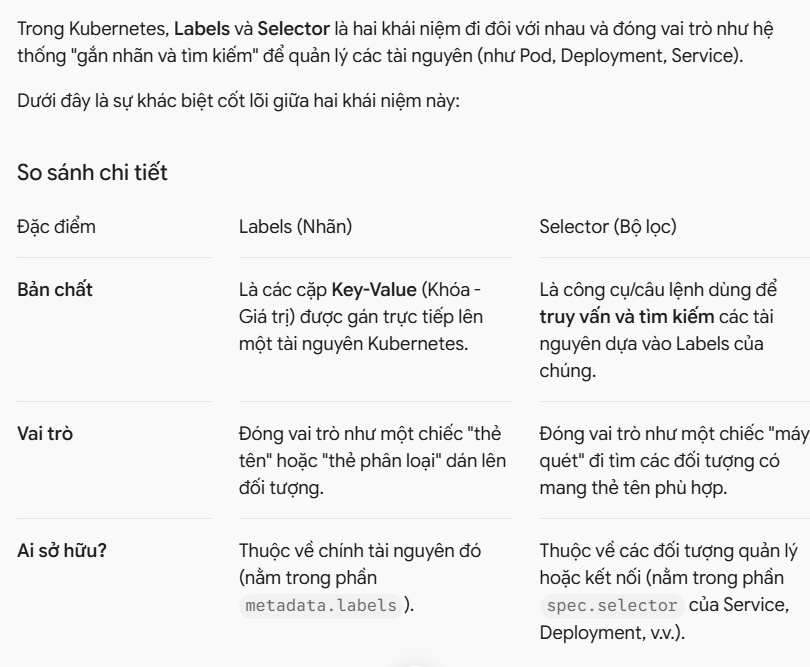 Trong Kubernetes, Labels và Selector là hai khái niệm đi đôi với nhau và đóng vai trò như hệ
thống "gắn nhãn và tìm kiếm" để quản lý các tài nguyên (như Pod, Deployment, Service).
Dưới đây là sự khác biệt cốt lõi giữa hai khái niệm này:
So sánh chi tiết
Đặc điểm
Labels (Nhãn)
Selector (Bộ lọc)
Bản chất
Là các cặp Key-Value (Khóa -
Giá trị) được gán trực tiếp lên
một tài nguyên Kubernetes.
Là công cụ/câu lệnh dùng để
truy vấn và tìm kiếm các tài
nguyên dựa vào Labels của
chúng.
Vai trò
Đóng vai trò như một chiếc "thẻ
tên" hoặc "thẻ phân loại" dán lên
đối tượng.
Đóng vai trò như một chiếc "máy
quét" đi tìm các đối tượng có
mang thẻ tên phù hợp.
Ai sở hữu?
Thuộc về chính tài nguyên đó
(nằm trong phần
metadata.labels ).
Thuộc về các đối tượng quản lý
hoặc kết nối (nằm trong phần
spec.selector của Service,
Deployment, v.v.).